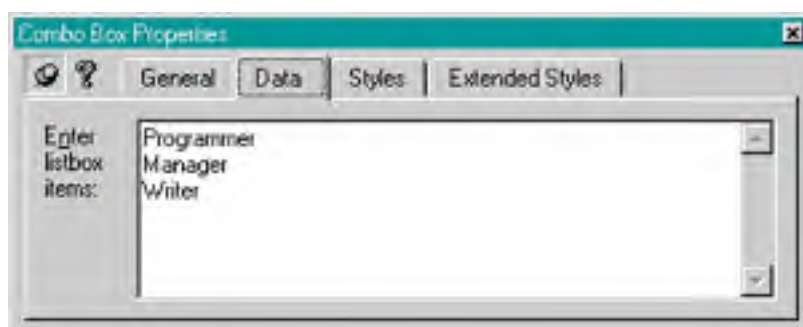 Combo Box Properties
General Data Styles Extended Styles
Enter
listbox
items:
Programmer
Manager
Writer